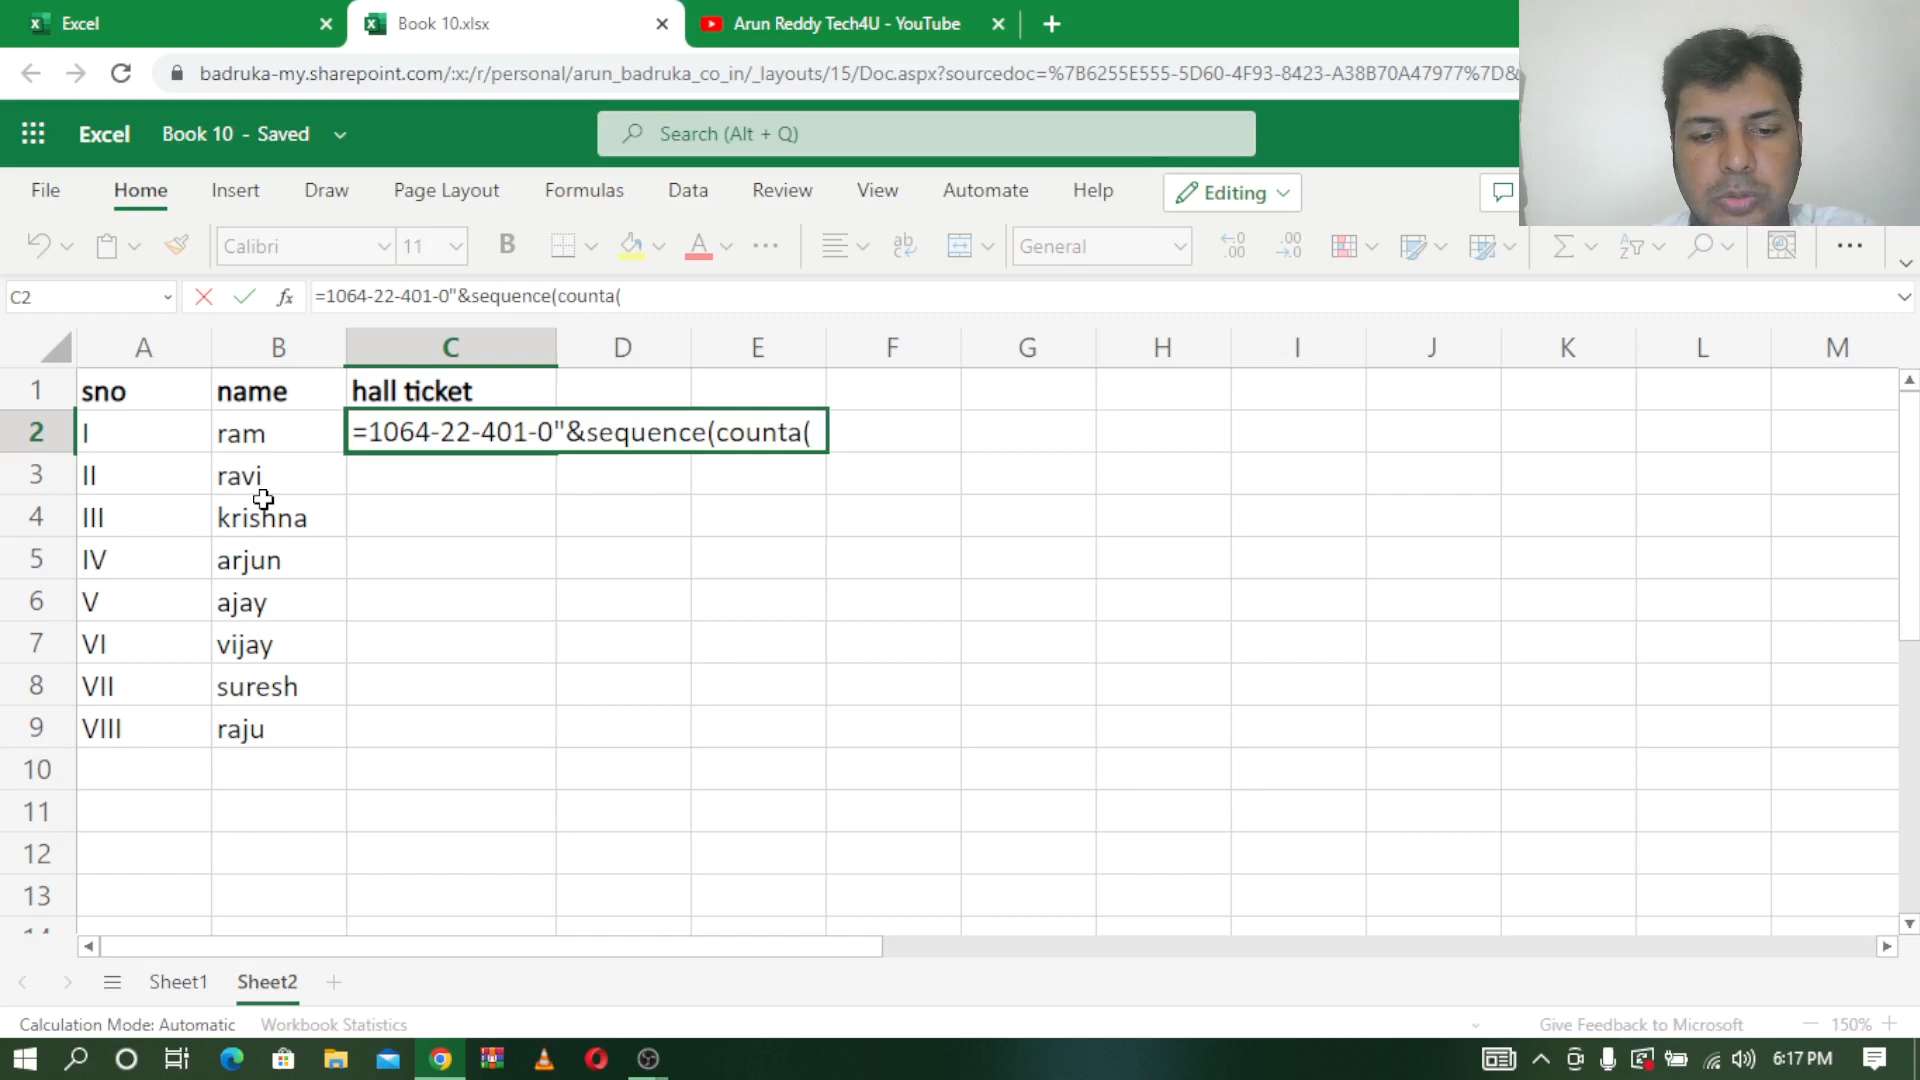 Excel
Book 10.xlsx
Arun Reddy Tech4U - YouTube
badruka-my.sharepoint.com/:x:/r/personal/arun_badruka_co_in/_layouts/15/Doc.aspx?sourcedoc=%7B6255E555-5D60-4F93-8423-A38B70A47977%7D&
Excel Book 10 - Saved
Search (Alt + Q)
File Home Insert Draw Page Layout Formulas Data Review View Automate Help Editing
Calibri 11 B A General
C2 fx =1064-22-401-0"&sequence(counta(
A B C D E F G H I J K L M
1 sno name hall ticket
2 I ram =1064-22-401-0"&sequence(counta(
3 II ravi
4 III krishna
5 IV arjun
6 V ajay
7 VI vijay
8 VII suresh
9 VIII raju
10
11
12
13
14
Sheet1 Sheet2
Calculation Mode: Automatic Workbook Statistics Give Feedback to Microsoft 150%
6:17 PM